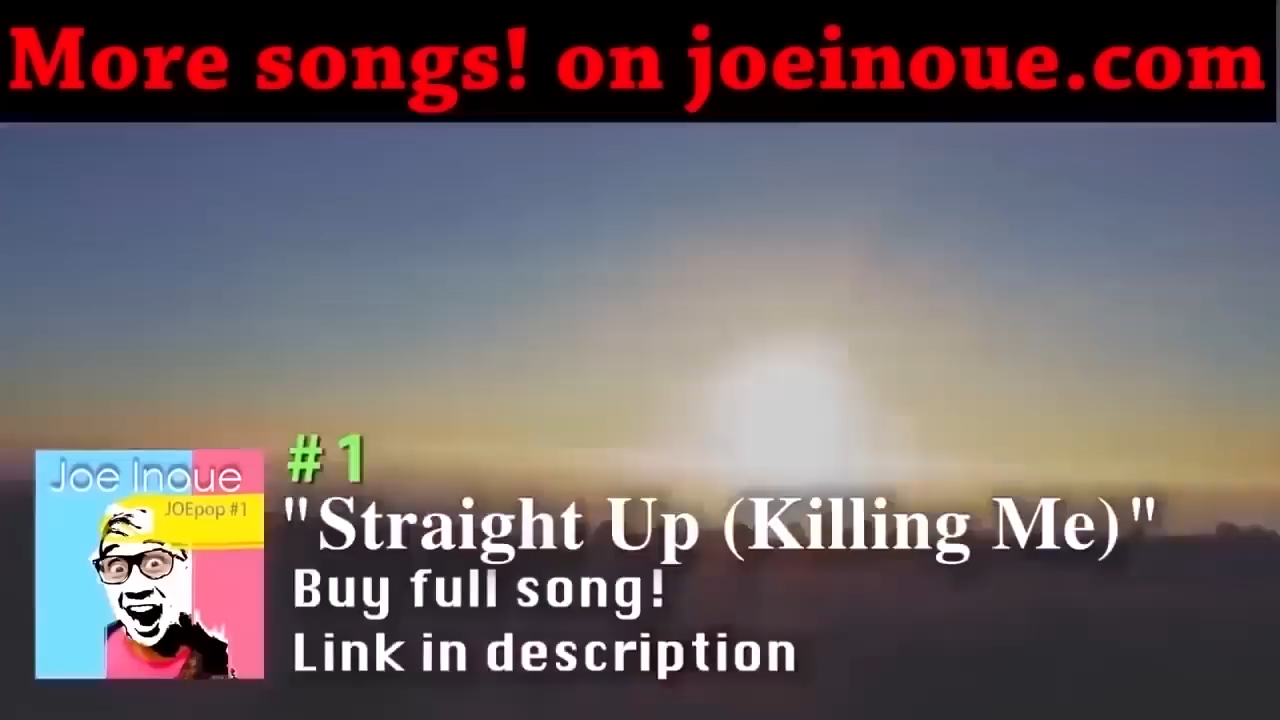 More songs! on joeinoue.com
#1
Joe Inoue
JOEpop #1
"Straight Up (Killing Me)"
Buy full song!
Link in description